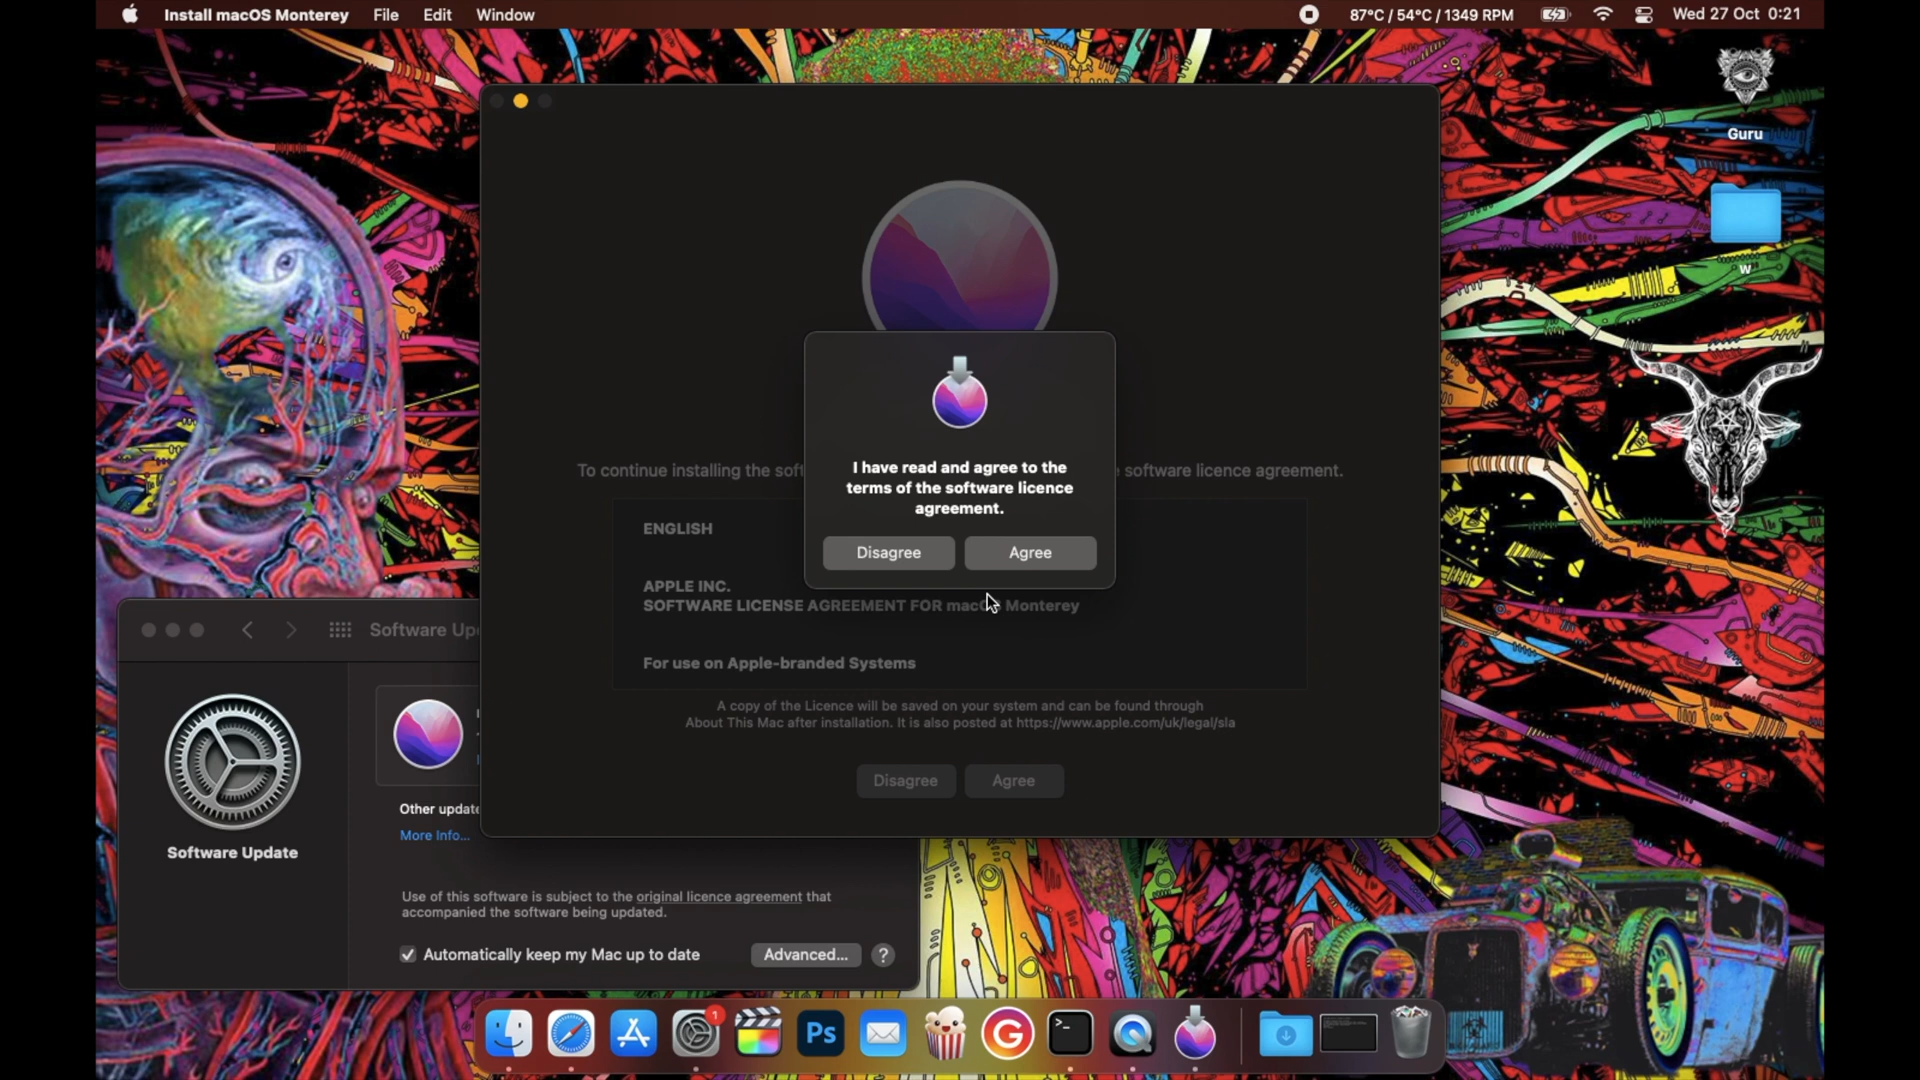 Install macOS Monterey File Edit Window 87°C / 54°C / 1349 RPM Wed 27 Oct 0:21
Guru
w
To continue installing the soft
software licence agreement.
I have read and agree to the
terms of the software licence
agreement.
Disagree Agree
ENGLISH
APPLE INC.
SOFTWARE LICENSE AGREEMENT FOR macOS Monterey
For use on Apple-branded Systems
A copy of the Licence will be saved on your system and can be found through
About This Mac after installation. It is also posted at https://www.apple.com/uk/legal/sla
Disagree Agree
Software Up
Software Update
Other update
More Info...
Use of this software is subject to the original licence agreement that
accompanied the software being updated.
Automatically keep my Mac up to date Advanced... ?
1
Ps
G
>_